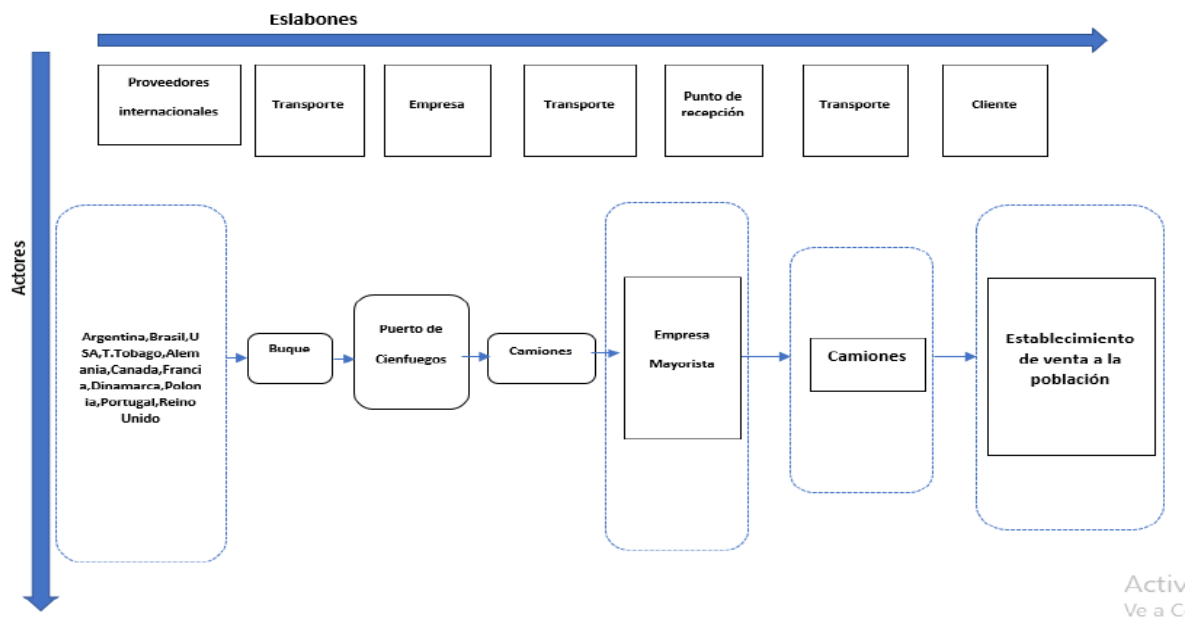 Eslabones
Proveedores
internacionales
Transporte
Empresa
Transporte
Punto de
recepción
Transporte
Cliente
Actores
Argentina,Brasil,U
SA,T.Tobago,Alem
ania,Canada,Franci
a,Dinamarca,Polon
ia,Portugal,Reino
Unido
Buque
Puerto de
Cienfuegos
Camiones
Empresa
Mayorista
Camiones
Establecimiento
de venta a la
población
Activ
Ve a C